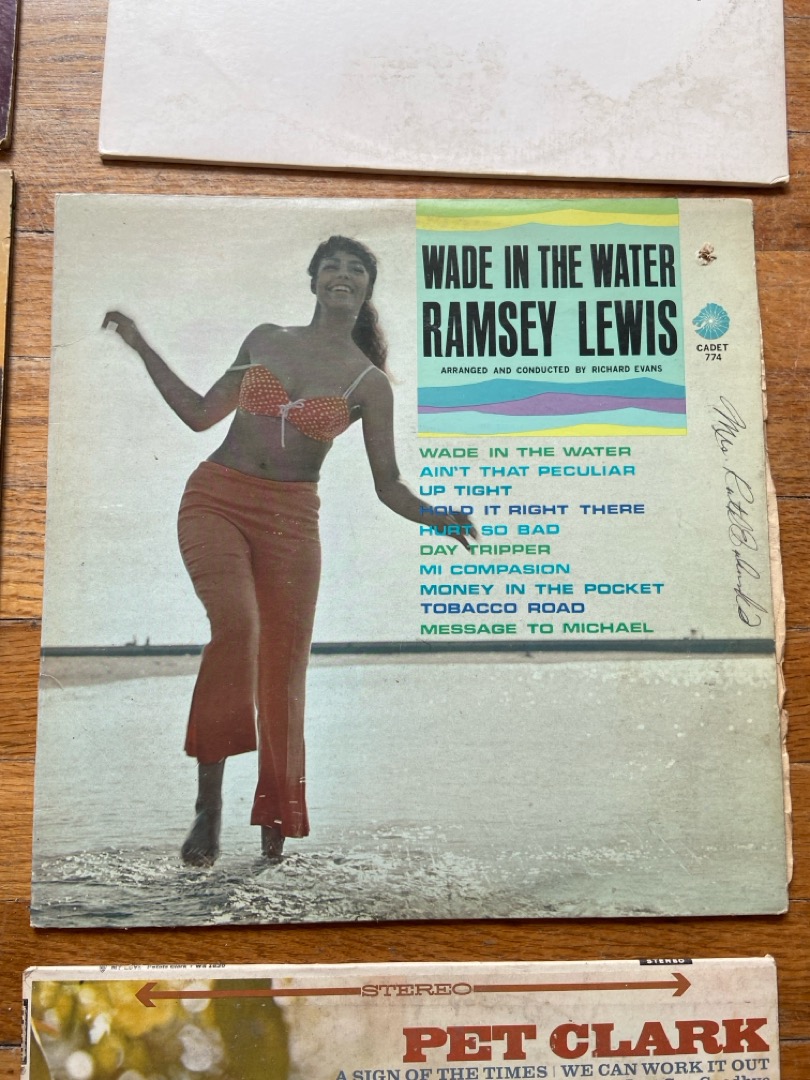 WADE IN THE WATER
RAMSEY LEWIS
ARRANGED AND CONDUCTED BY RICHARD EVANS
CADET
774
WADE IN THE WATER
AIN'T THAT PECULIAR
UP TIGHT
HOLD IT RIGHT THERE
HURT SO BAD
DAY TRIPPER
MI COMPASION
MONEY IN THE POCKET
TOBACCO ROAD
MESSAGE TO MICHAEL
Mrs
STEREO
STEREO
PET CLARK
A SIGN OF THE TIMES | WE CAN WORK IT OUT